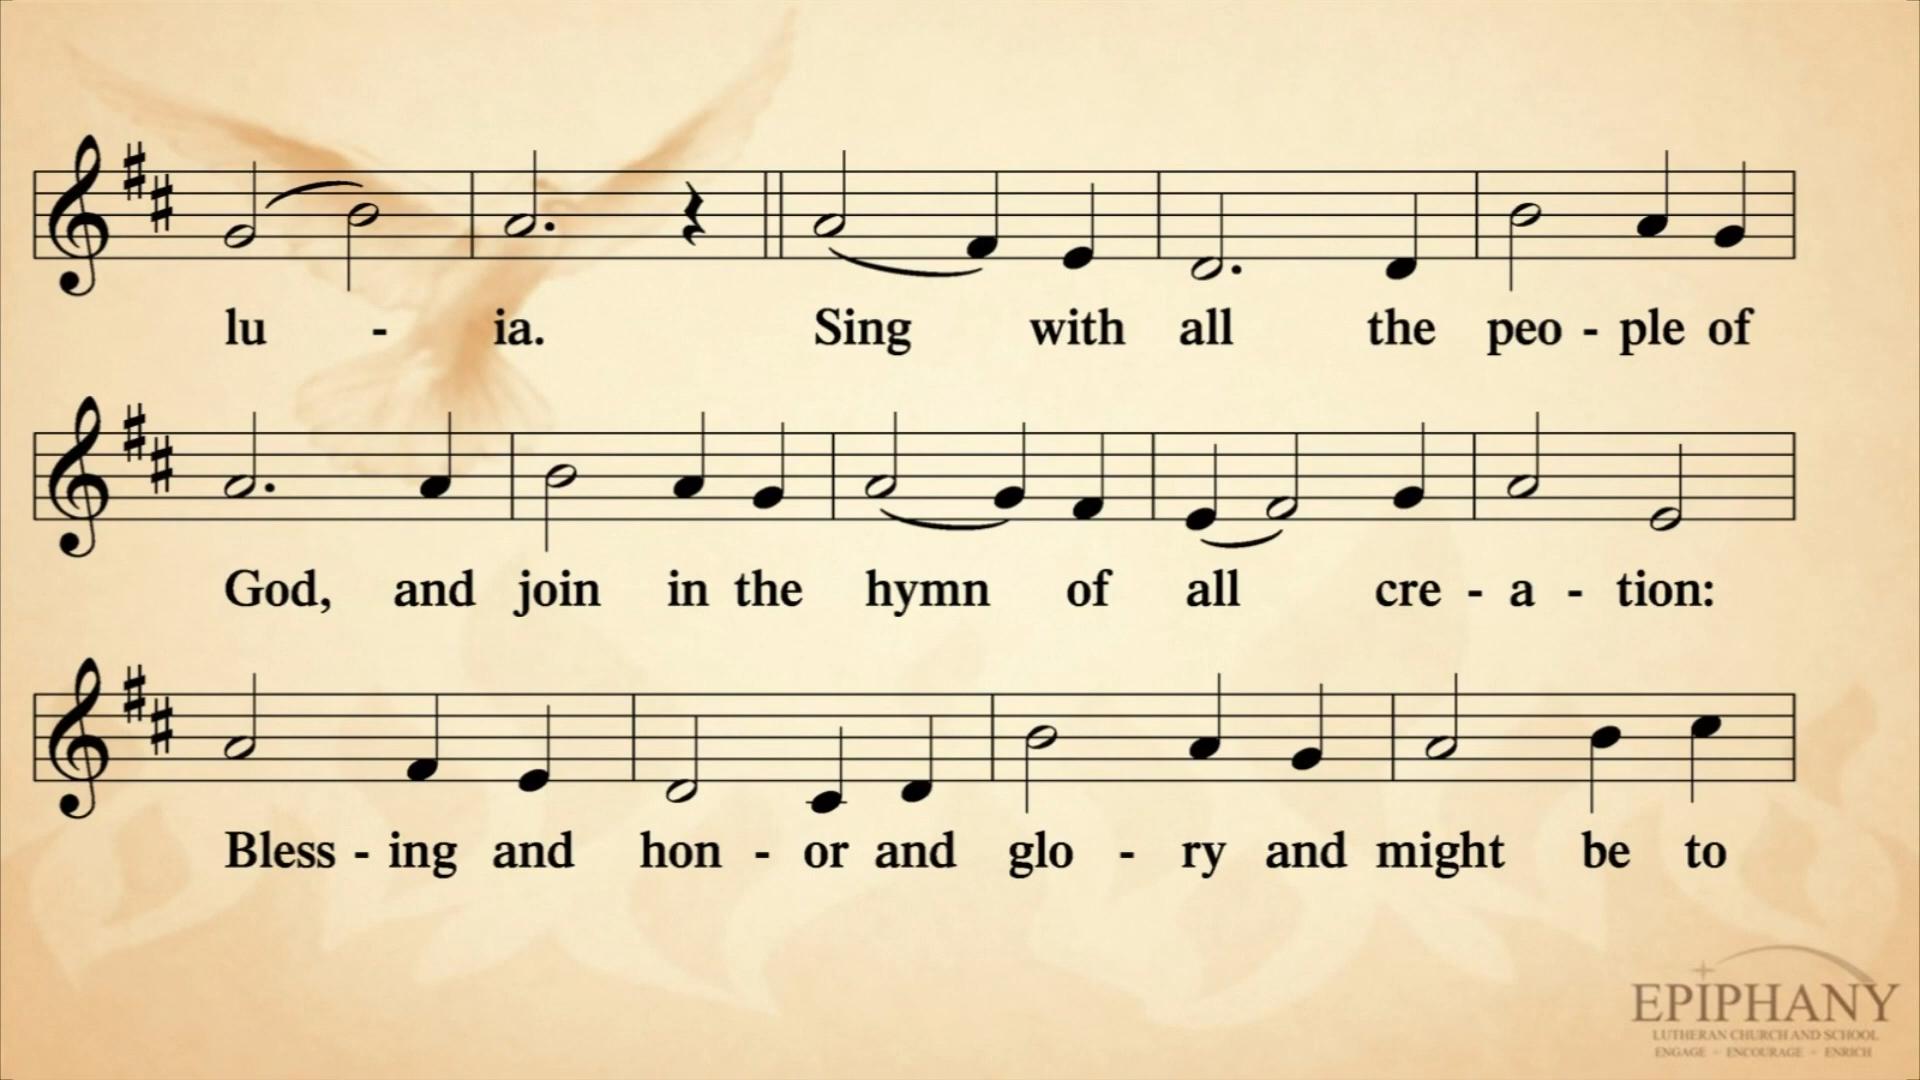 lu - ia. Sing with all the peo - ple of
God, and join in the hymn of all cre - a - tion:
Bless - ing and hon - or and glo - ry and might be to
EPIPHANY
LUTHERAN CHURCH AND SCHOOL
ENGAGE - ENCOURAGE - ENRICH